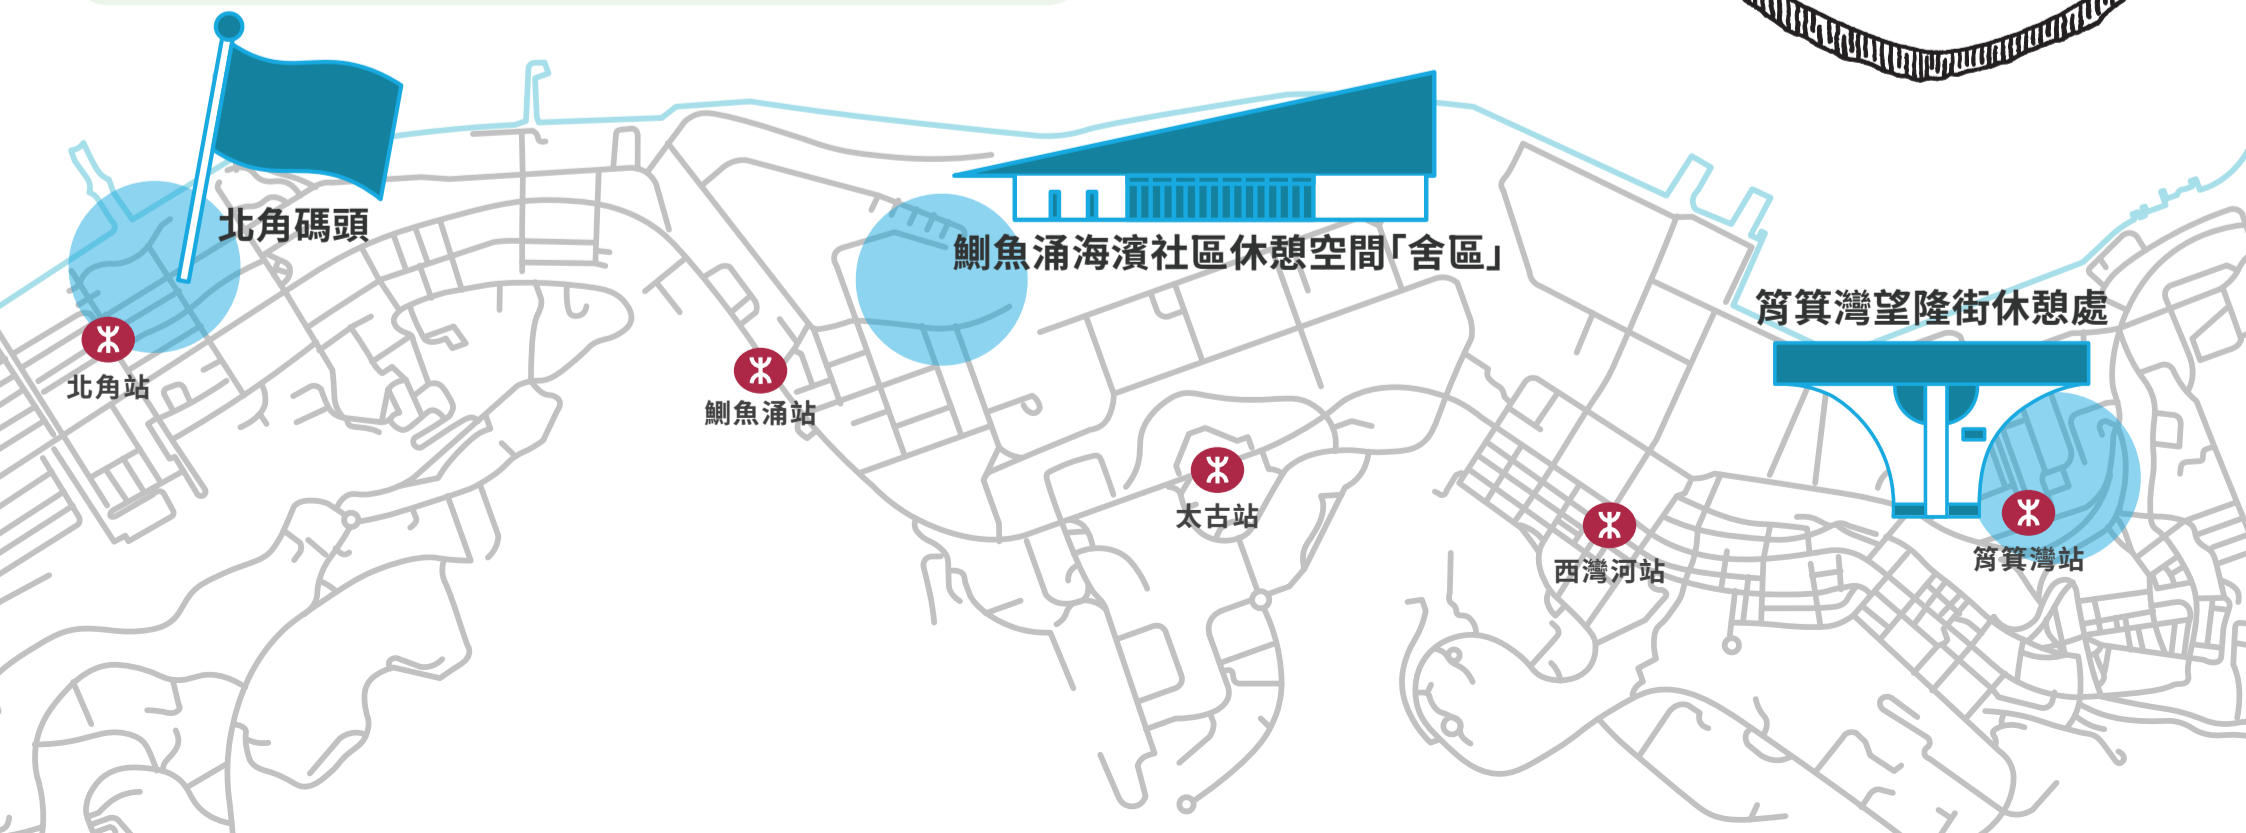 北角碼頭
鰂魚涌海濱社區休憩空間「舍區」
筲箕灣望隆街休憩處
北角站
鰂魚涌站
太古站
西灣河站
筲箕灣站